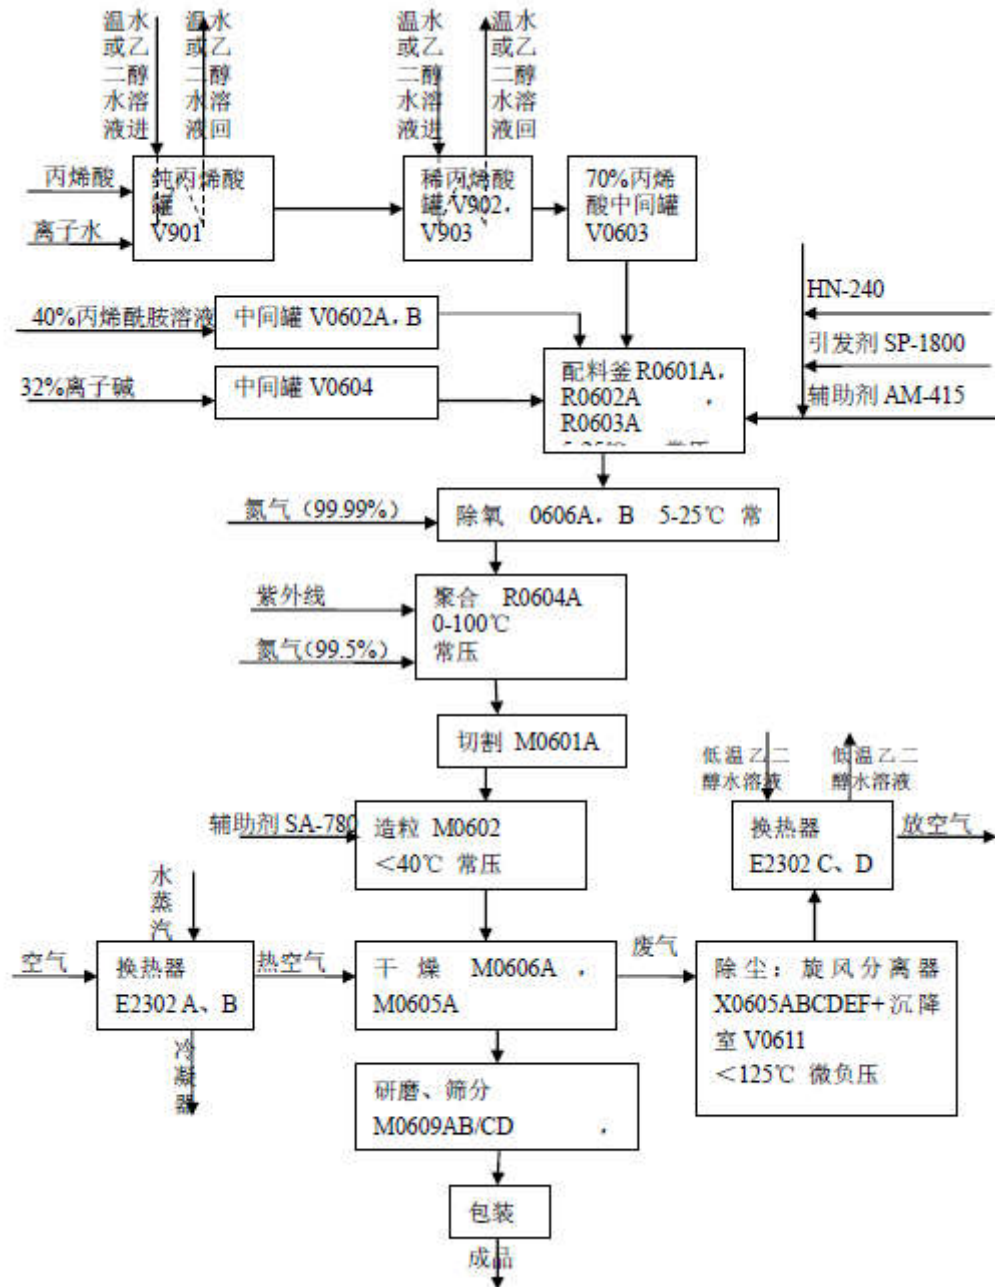 温水
或乙
二醇
水溶
液进
温水
或乙
二醇
水溶
液回
温水
或乙
二醇
水溶
液进
温水
或乙
二醇
水溶
液回
丙烯酸
离子水
纯丙烯酸
罐
V901
稀丙烯酸
罐 V902，
V903
70%丙烯
酸中间罐
V0603
HN-240
引发剂 SP-1800
辅助剂 AM-415
40%丙烯酰胺溶液
中间罐 V0602A，B
32%离子碱
中间罐 V0604
配料釜 R0601A，
R0602A ，
R0603A
5-25℃ 常压
氮气（99.99%）
除氧 0606A，B 5-25℃ 常
紫外线
氮气(99.5%)
聚合 R0604A
0-100℃
常压
切割 M0601A
辅助剂 SA-780
造粒 M0602
＜40℃ 常压
低温乙二
醇水溶液
低温乙二
醇水溶液
换热器
E2302 C、D
放空气
水
蒸
汽
空气
换热器
E2302 A、B
热空气
冷
凝
器
干燥 M0606A，
M0605A
废气
除尘：旋风分离器
X0605ABCDEF+沉降
室 V0611
＜125℃ 微负压
研磨、筛分
M0609AB/CD ，
包装
成品